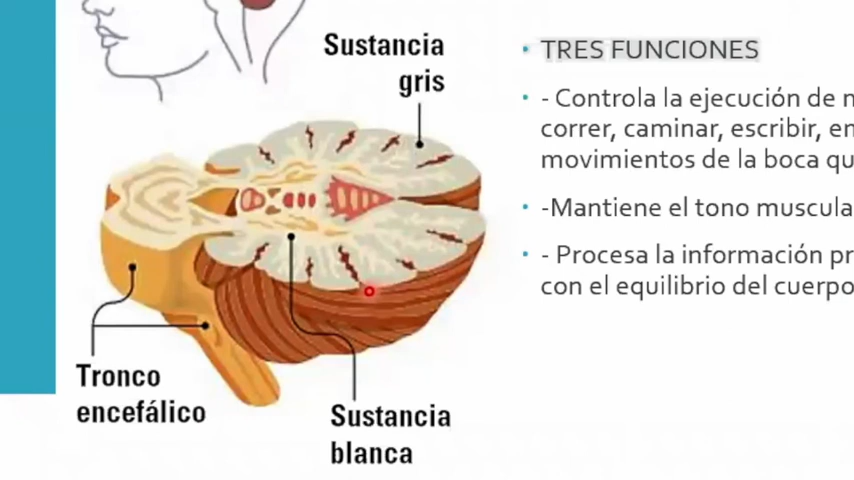 Sustancia
gris
Tronco
encefálico
Sustancia
blanca
• TRES FUNCIONES
• - Controla la ejecución de
correr, caminar, escribir,
movimientos de la boca
• -Mantiene el tono
• - Procesa la información
con el equilibrio del cuerpo